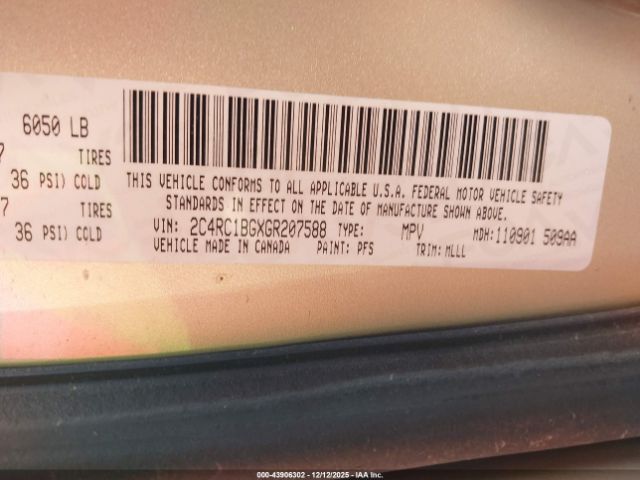 6050 LB
7 TIRES
36 PSI) COLD
7 TIRES
36 PSI) COLD
THIS VEHICLE CONFORMS TO ALL APPLICABLE U.S.A. FEDERAL MOTOR VEHICLE SAFETY
STANDARDS IN EFFECT ON THE DATE OF MANUFACTURE SHOWN ABOVE.
VIN: 2C4RC1BGXGR207588 TYPE: MPV MDH: 110901 509AA
VEHICLE MADE IN CANADA PAINT: PFS TRIM: MLLL
000-43906302 - 12/12/2025 - IAA Inc.